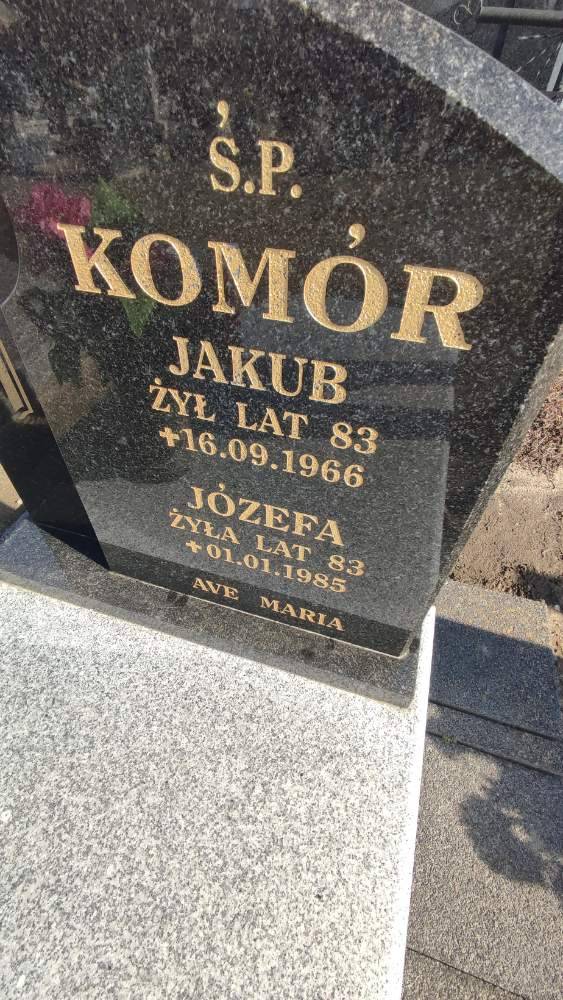 Ś.P.
KOMÓR
JAKUB
ŻYŁ LAT 83
+16.09.1966
JÓZEFA
ŻYŁA LAT 83
+01.01.1985
AVE MARIA